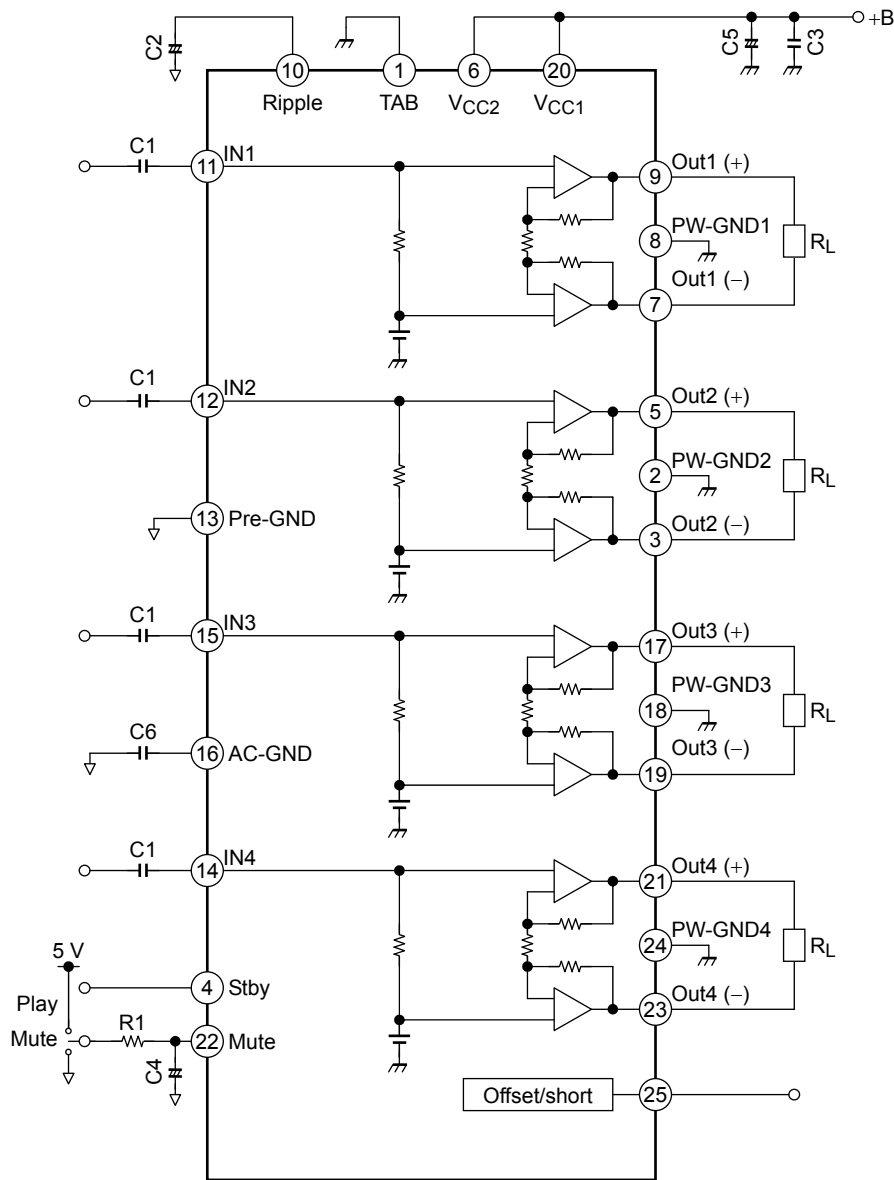 C2
C5
C3
+B
10
1
6
20
Ripple
TAB
VCC2
VCC1
C1
11
IN1
9
Out1 (+)
8
PW-GND1
RL
7
Out1 (−)
C1
12
IN2
5
Out2 (+)
2
PW-GND2
RL
3
Out2 (−)
13
Pre-GND
C1
15
IN3
17
Out3 (+)
18
PW-GND3
RL
19
Out3 (−)
C6
16
AC-GND
C1
14
IN4
21
Out4 (+)
24
PW-GND4
RL
23
Out4 (−)
5 V
Play
4
Stby
Mute
R1
22
Mute
C4
Offset/short
25